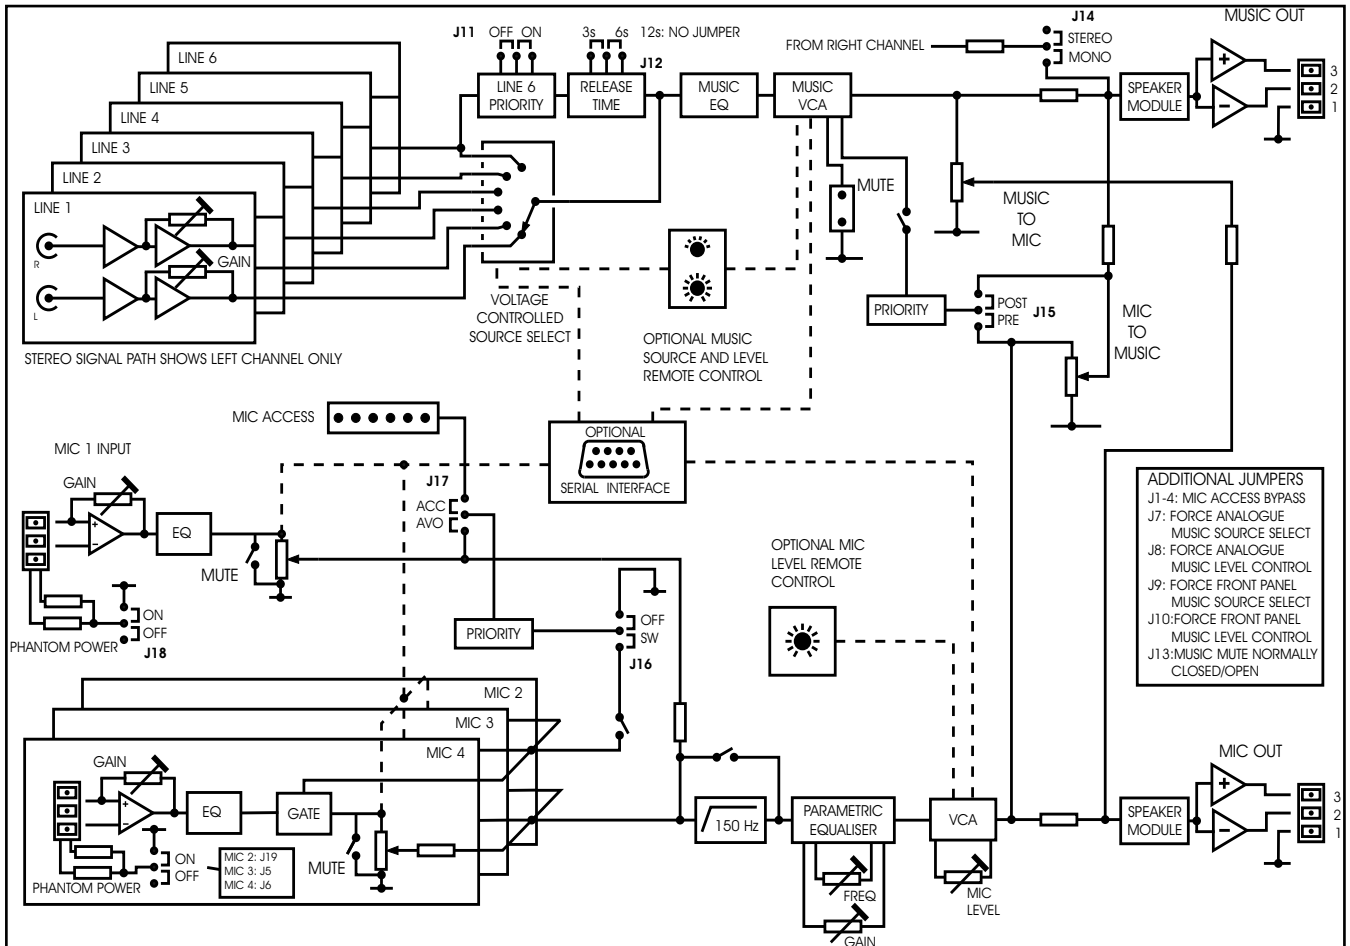 J14
MUSIC OUT
J11
OFF ON
3s 6s 12s: NO JUMPER
FROM RIGHT CHANNEL
STEREO
MONO
LINE 6
LINE 5
LINE 4
LINE 3
LINE 2
LINE 1
J12
LINE 6
PRIORITY
RELEASE
TIME
MUSIC
EQ
MUSIC
VCA
SPEAKER
MODULE
3
2
1
MUTE
MUSIC
TO
MIC
R
GAIN
L
VOLTAGE
CONTROLLED
SOURCE SELECT
OPTIONAL MUSIC
SOURCE AND LEVEL
REMOTE CONTROL
PRIORITY
POST
PRE
J15
MIC
TO
MUSIC
STEREO SIGNAL PATH SHOWS LEFT CHANNEL ONLY
MIC ACCESS
OPTIONAL
SERIAL INTERFACE
MIC 1 INPUT
GAIN
+
−
EQ
MUTE
J17
ACC
AVO
ON
OFF
PHANTOM POWER
J18
PRIORITY
OFF
SW
J16
OPTIONAL MIC
LEVEL REMOTE
CONTROL
ADDITIONAL JUMPERS
J1-4: MIC ACCESS BYPASS
J7: FORCE ANALOGUE
MUSIC SOURCE SELECT
J8: FORCE ANALOGUE
MUSIC LEVEL CONTROL
J9: FORCE FRONT PANEL
MUSIC SOURCE SELECT
J10:FORCE FRONT PANEL
MUSIC LEVEL CONTROL
J13:MUSIC MUTE NORMALLY
CLOSED/OPEN
MIC 2
MIC 3
MIC 4
GAIN
+
−
EQ
GATE
MUTE
ON
OFF
PHANTOM POWER
MIC 2: J19
MIC 3: J5
MIC 4: J6
150 Hz
PARAMETRIC
EQUALISER
FREQ
GAIN
VCA
MIC
LEVEL
MIC OUT
SPEAKER
MODULE
3
2
1